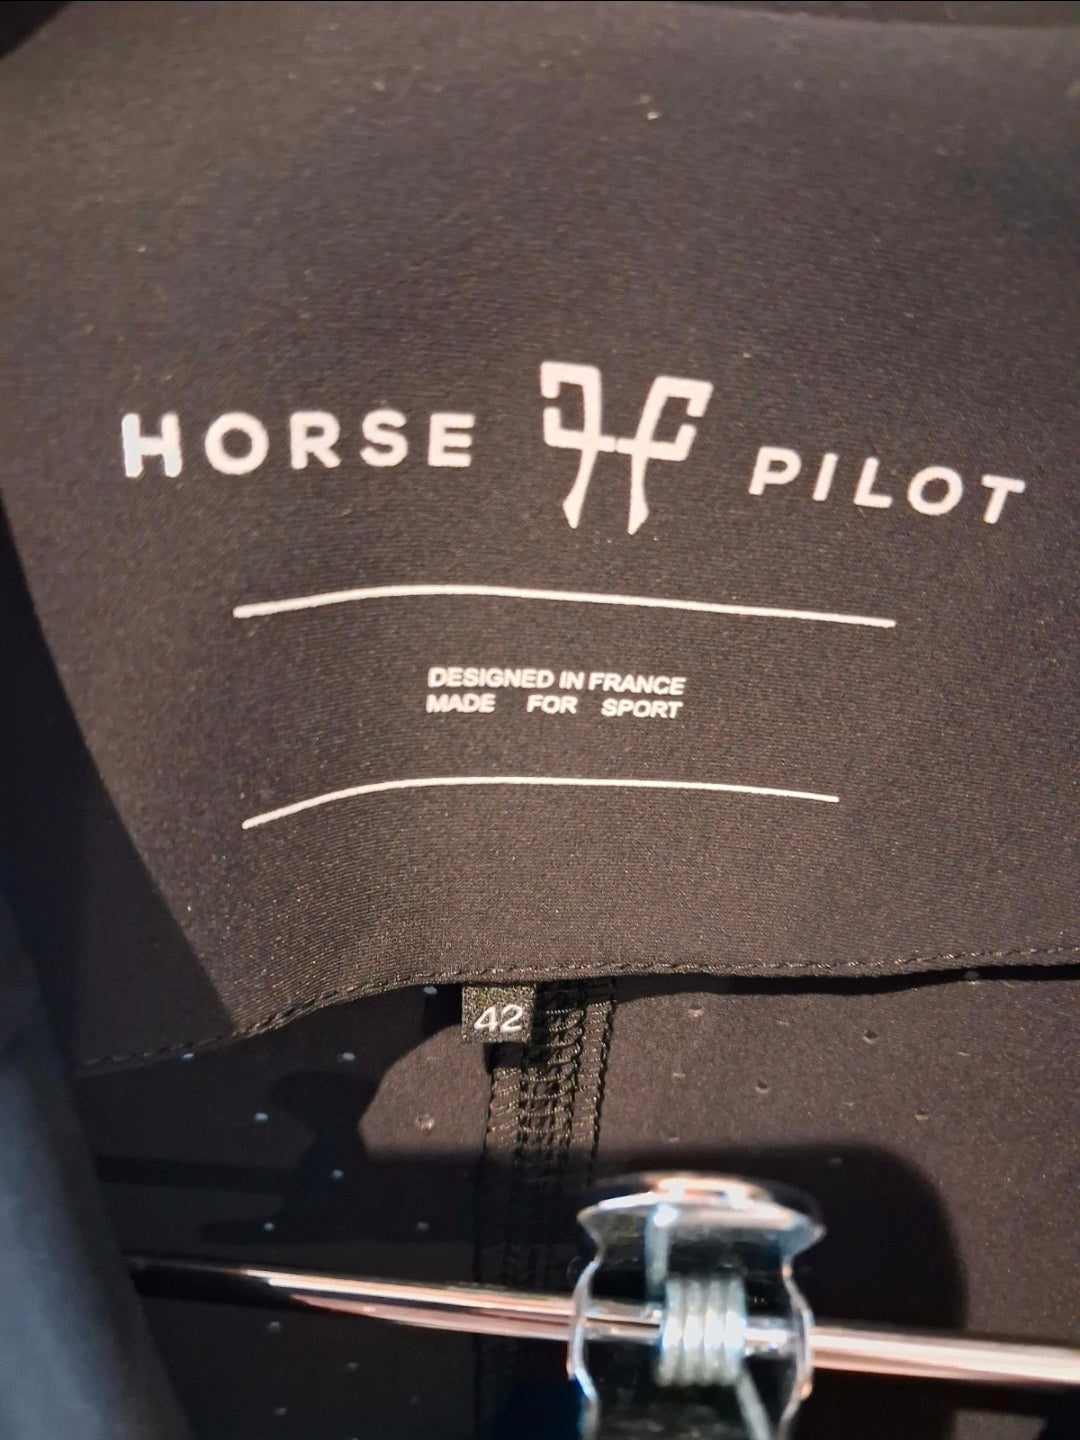 HORSE PILOT
DESIGNED IN FRANCE
MADE FOR SPORT
42